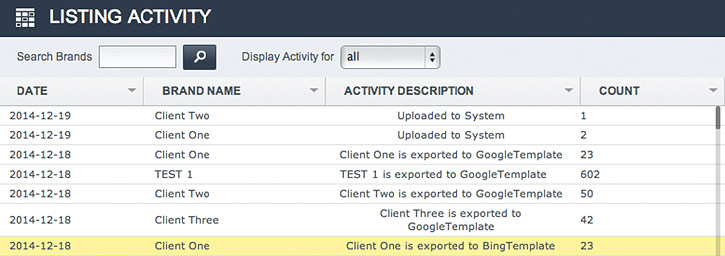 LISTING ACTIVITY
Search Brands Display Activity for all
DATE BRAND NAME ACTIVITY DESCRIPTION COUNT
2014-12-19 Client Two Uploaded to System 1
2014-12-19 Client One Uploaded to System 2
2014-12-18 Client One Client One is exported to GoogleTemplate 23
2014-12-18 TEST 1 TEST 1 is exported to GoogleTemplate 602
2014-12-18 Client Two Client Two is exported to GoogleTemplate 50
2014-12-18 Client Three Client Three is exported to
GoogleTemplate 42
2014-12-18 Client One Client One is exported to BingTemplate 23